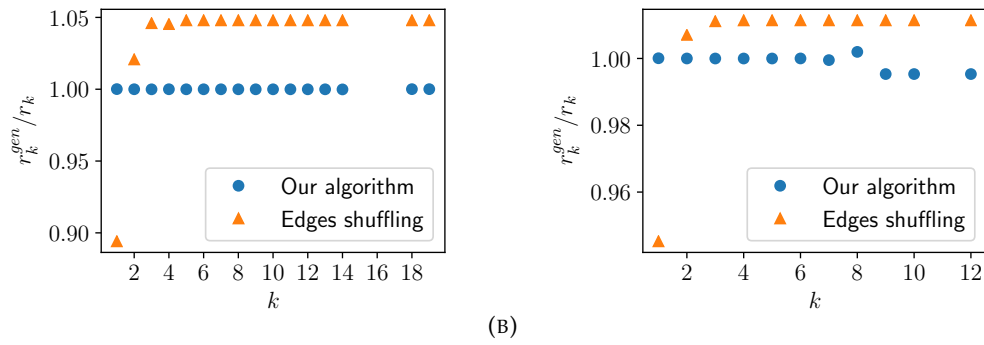 1.05
1.00
0.95
0.90
r_k^{gen}/r_k
Our algorithm
Edges shuffling
2 4 6 8 10 12 14 16 18
k
1.00
0.98
0.96
r_k^{gen}/r_k
Our algorithm
Edges shuffling
2 4 6 8 10 12
k
(B)